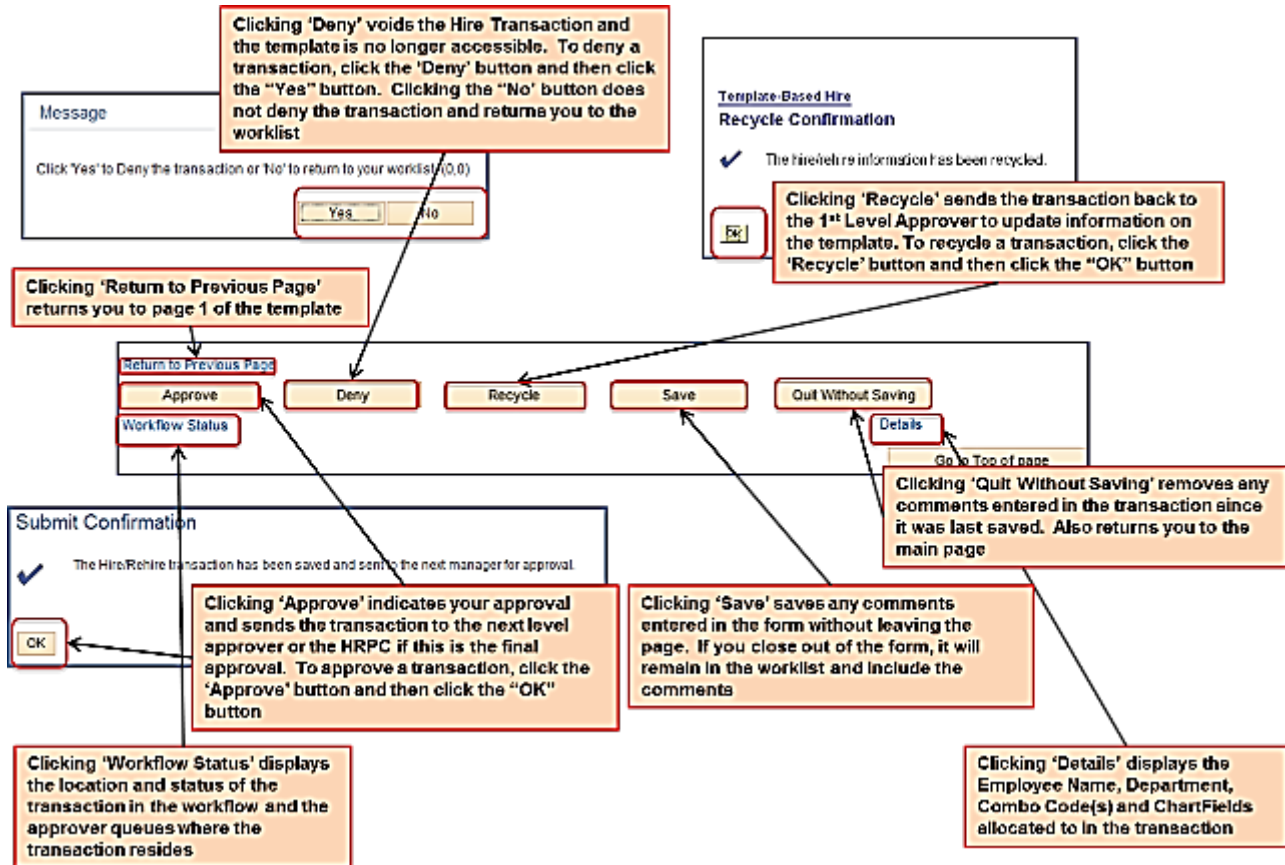 Clicking 'Deny' voids the Hire Transaction and
the template is no longer accessible. To deny a
transaction, click the 'Deny' button and then click
the "Yes" button. Clicking the "No' button does
not deny the transaction and returns you to the
worklist
Message
Click 'Yes' to Deny the transaction or 'No' to return to your worklist. (0,0)
Yes
No
Template-Based Hire
Recycle Confirmation
The hire/rehire information has been recycled.
OK
Clicking 'Recycle' sends the transaction back to
the 1st Level Approver to update information on
the template. To recycle a transaction, click the
'Recycle' button and then click the "OK" button
Clicking 'Return to Previous Page'
returns you to page 1 of the template
Return to Previous Page
Approve
Deny
Recycle
Save
Quit Without Saving
Workflow Status
Details
Go to Top of page
Clicking 'Quit Without Saving' removes any
comments entered in the transaction since
it was last saved. Also returns you to the
main page
Submit Confirmation
The Hire/Rehire transaction has been saved and sent to the next manager for approval.
OK
Clicking 'Approve' indicates your approval
and sends the transaction to the next level
approver or the HRPC if this is the final
approval. To approve a transaction, click the
'Approve' button and then click the "OK"
button
Clicking 'Save' saves any comments
entered in the form without leaving the
page. If you close out of the form, it will
remain in the worklist and include the
comments
Clicking 'Workflow Status' displays
the location and status of the
transaction in the workflow and the
approver queues where the
transaction resides
Clicking 'Details' displays the
Employee Name, Department,
Combo Code(s) and ChartFields
allocated to in the transaction